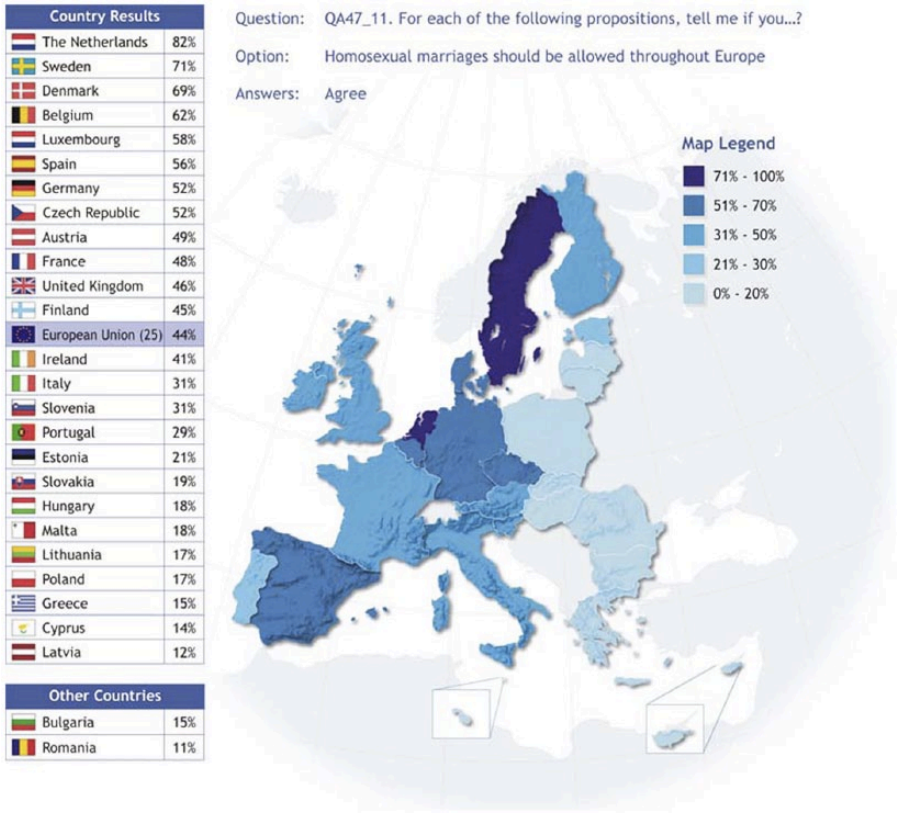 Country Results
The Netherlands 82%
Sweden 71%
Denmark 69%
Belgium 62%
Luxembourg 58%
Spain 56%
Germany 52%
Czech Republic 52%
Austria 49%
France 48%
United Kingdom 46%
Finland 45%
European Union (25) 44%
Ireland 41%
Italy 31%
Slovenia 31%
Portugal 29%
Estonia 21%
Slovakia 19%
Hungary 18%
Malta 18%
Lithuania 17%
Poland 17%
Greece 15%
Cyprus 14%
Latvia 12%
Other Countries
Bulgaria 15%
Romania 11%
Question: QA47_11. For each of the following propositions, tell me if you...?
Option: Homosexual marriages should be allowed throughout Europe
Answers: Agree
Map Legend
71% - 100%
51% - 70%
31% - 50%
21% - 30%
0% - 20%